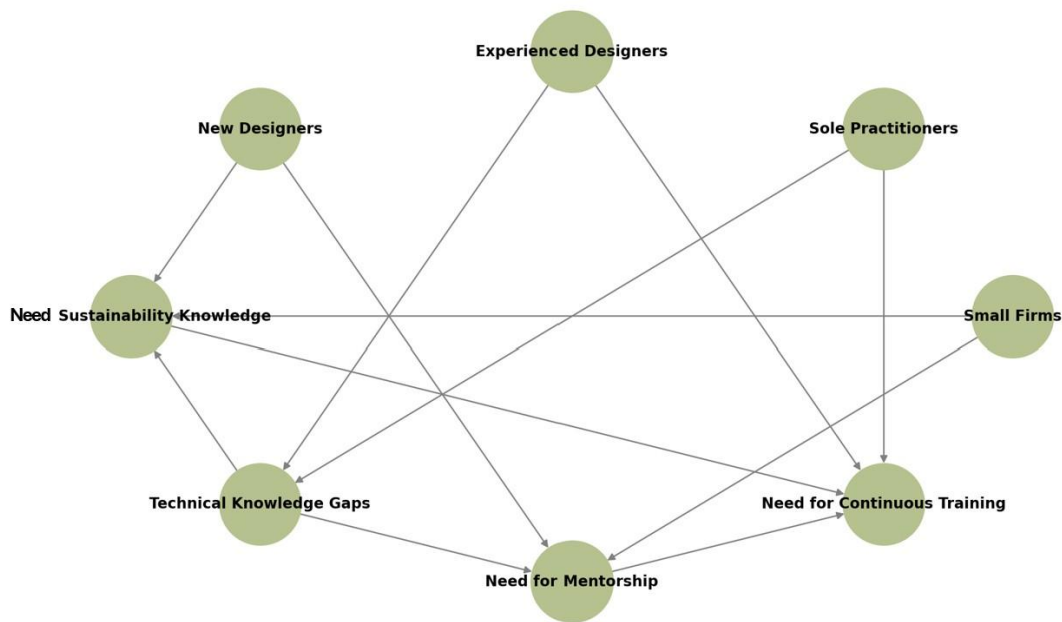 Experienced Designers
New Designers
Sole Practitioners
Need Sustainability Knowledge
Small Firms
Technical Knowledge Gaps
Need for Continuous Training
Need for Mentorship